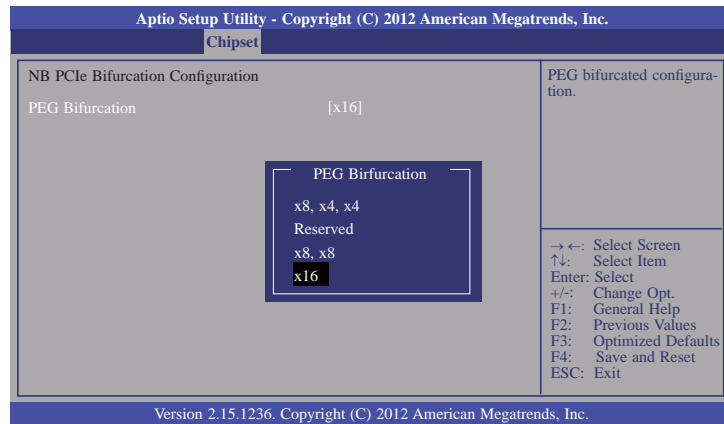 Aptio Setup Utility - Copyright (C) 2012 American Megatrends, Inc.
Chipset
NB PCIe Bifurcation Configuration
PEG Bifurcation [x16]
PEG Birfurcation
x8, x4, x4
Reserved
x8, x8
x16
PEG bifurcated configura-
tion.
→←: Select Screen
↑↓: Select Item
Enter: Select
+/-: Change Opt.
F1: General Help
F2: Previous Values
F3: Optimized Defaults
F4: Save and Reset
ESC: Exit
Version 2.15.1236. Copyright (C) 2012 American Megatrends, Inc.